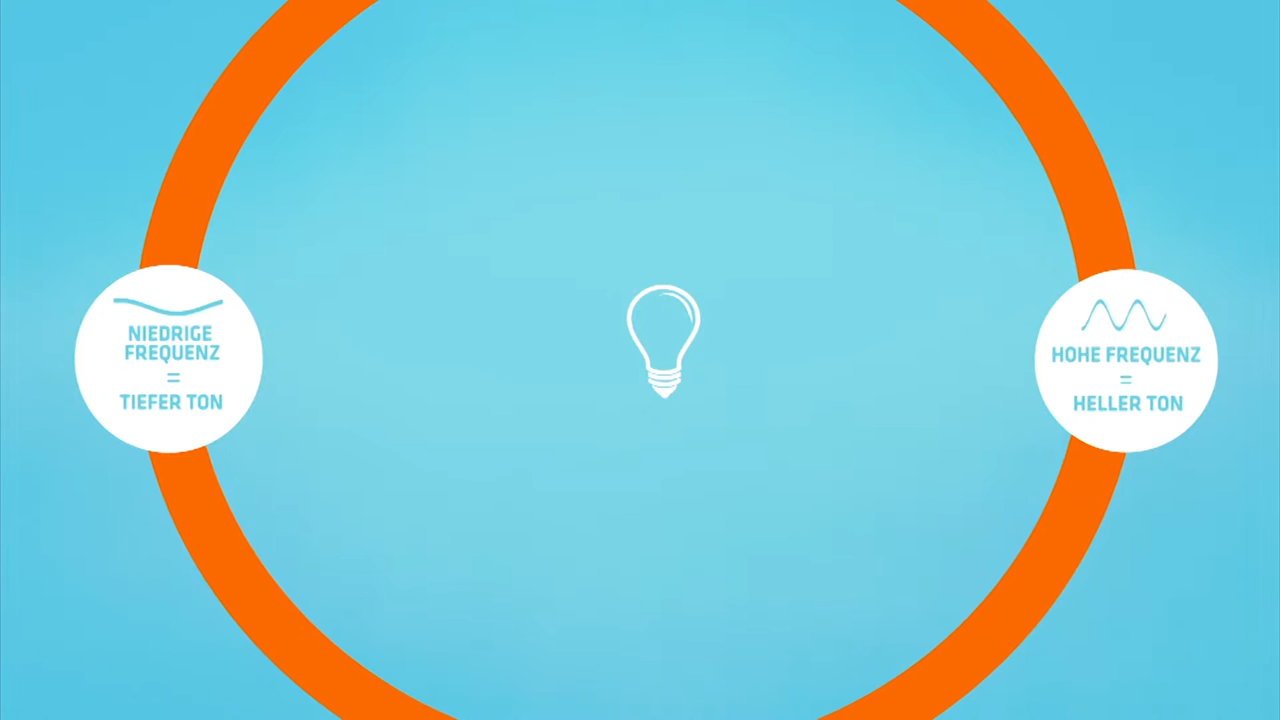 NIEDRIGE
FREQUENZ
=
TIEFER TON
HOHE FREQUENZ
=
HELLER TON